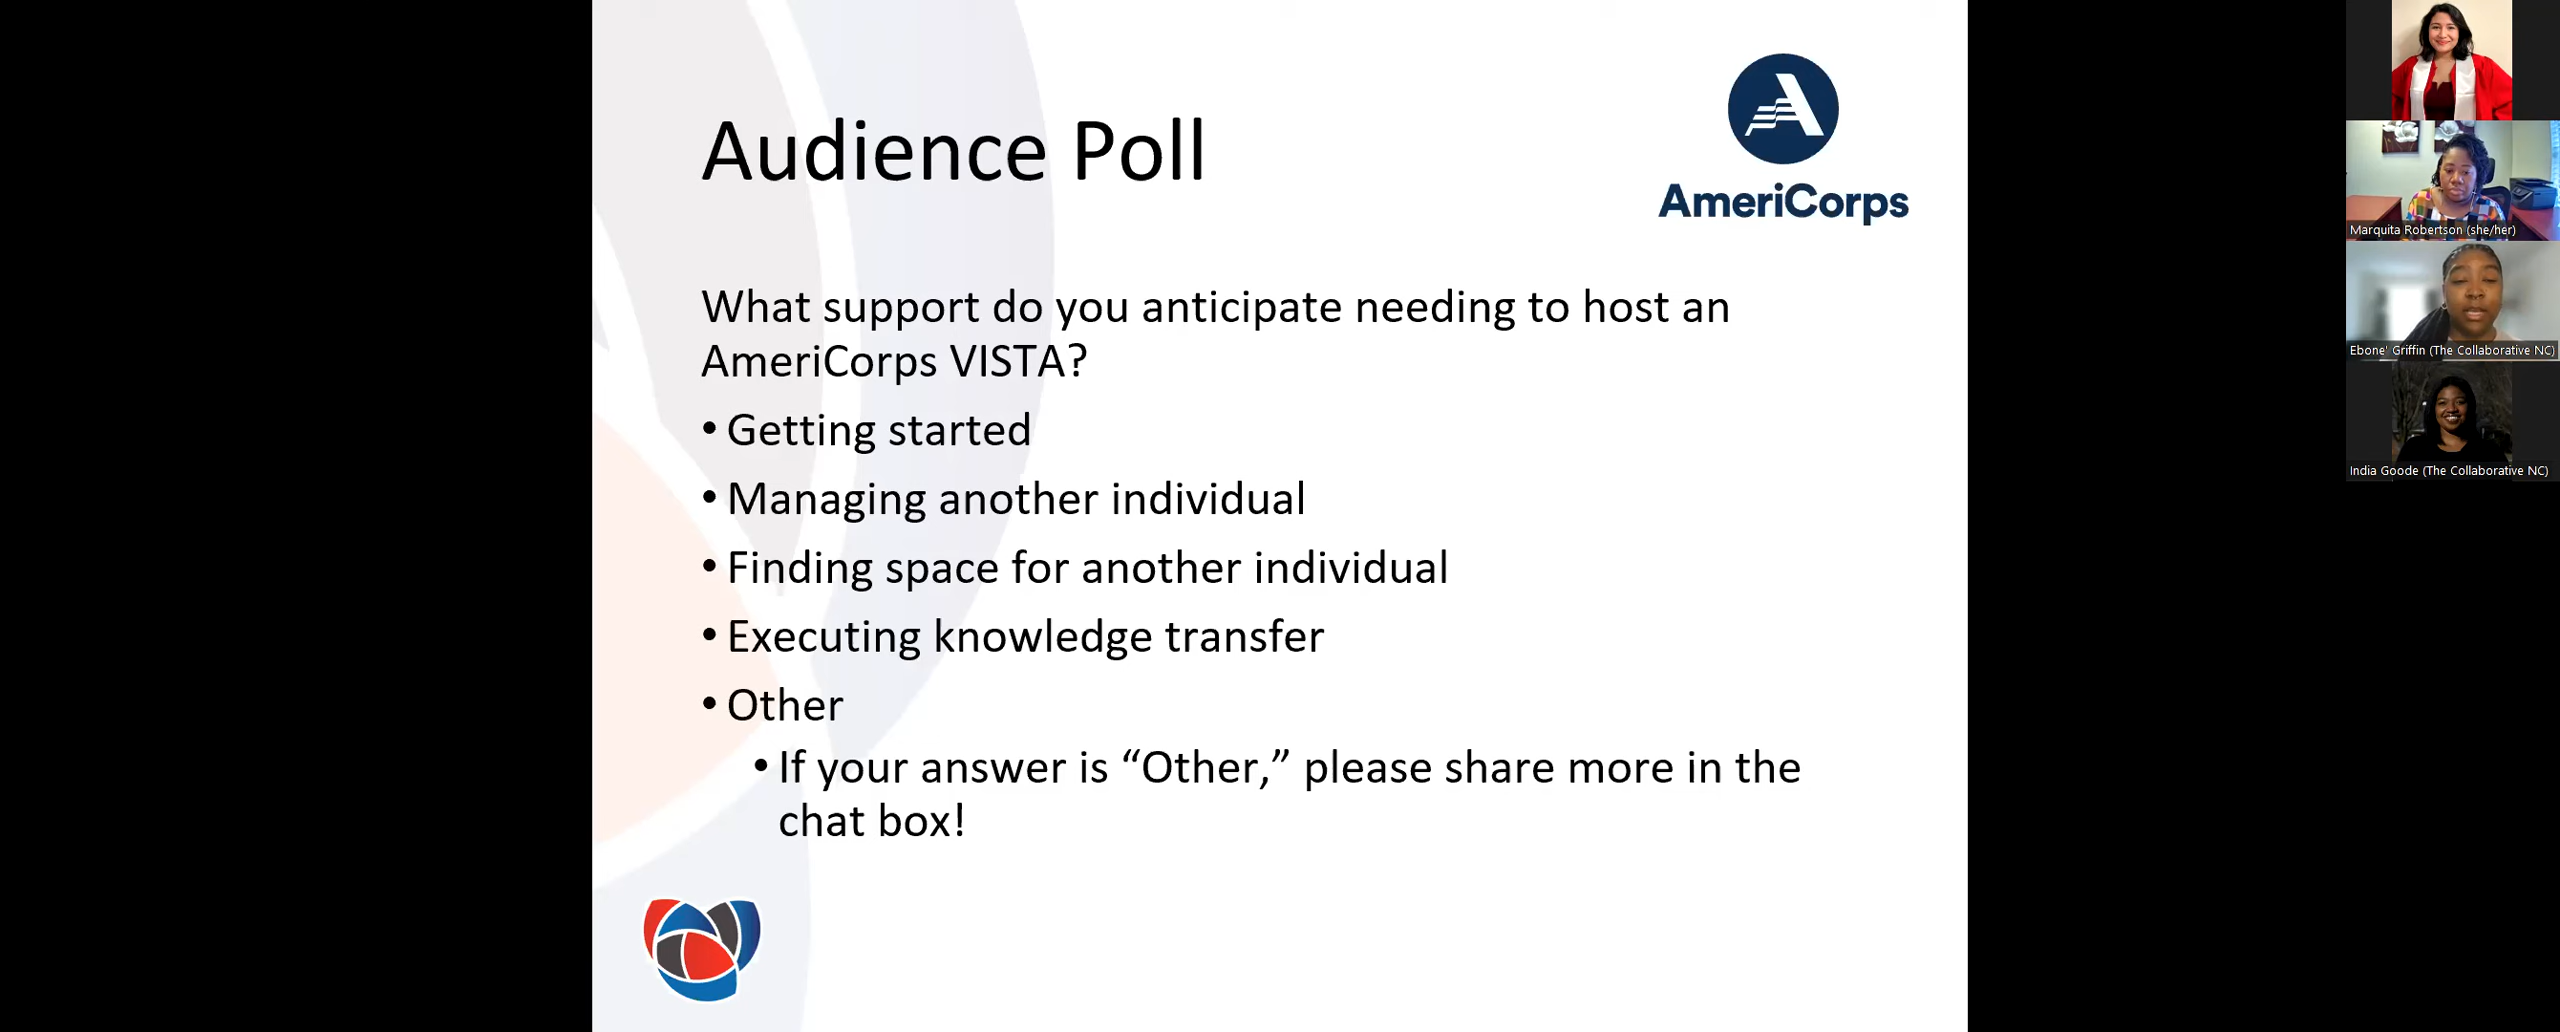 Audience Poll
AmeriCorps
What support do you anticipate needing to host an
AmeriCorps VISTA?
• Getting started
• Managing another individual
• Finding space for another individual
• Executing knowledge transfer
• Other
• If your answer is “Other,” please share more in the
chat box!
Marquita Robertson (she/her)
Ebone' Griffin (The Collaborative NC)
India Goode (The Collaborative NC)